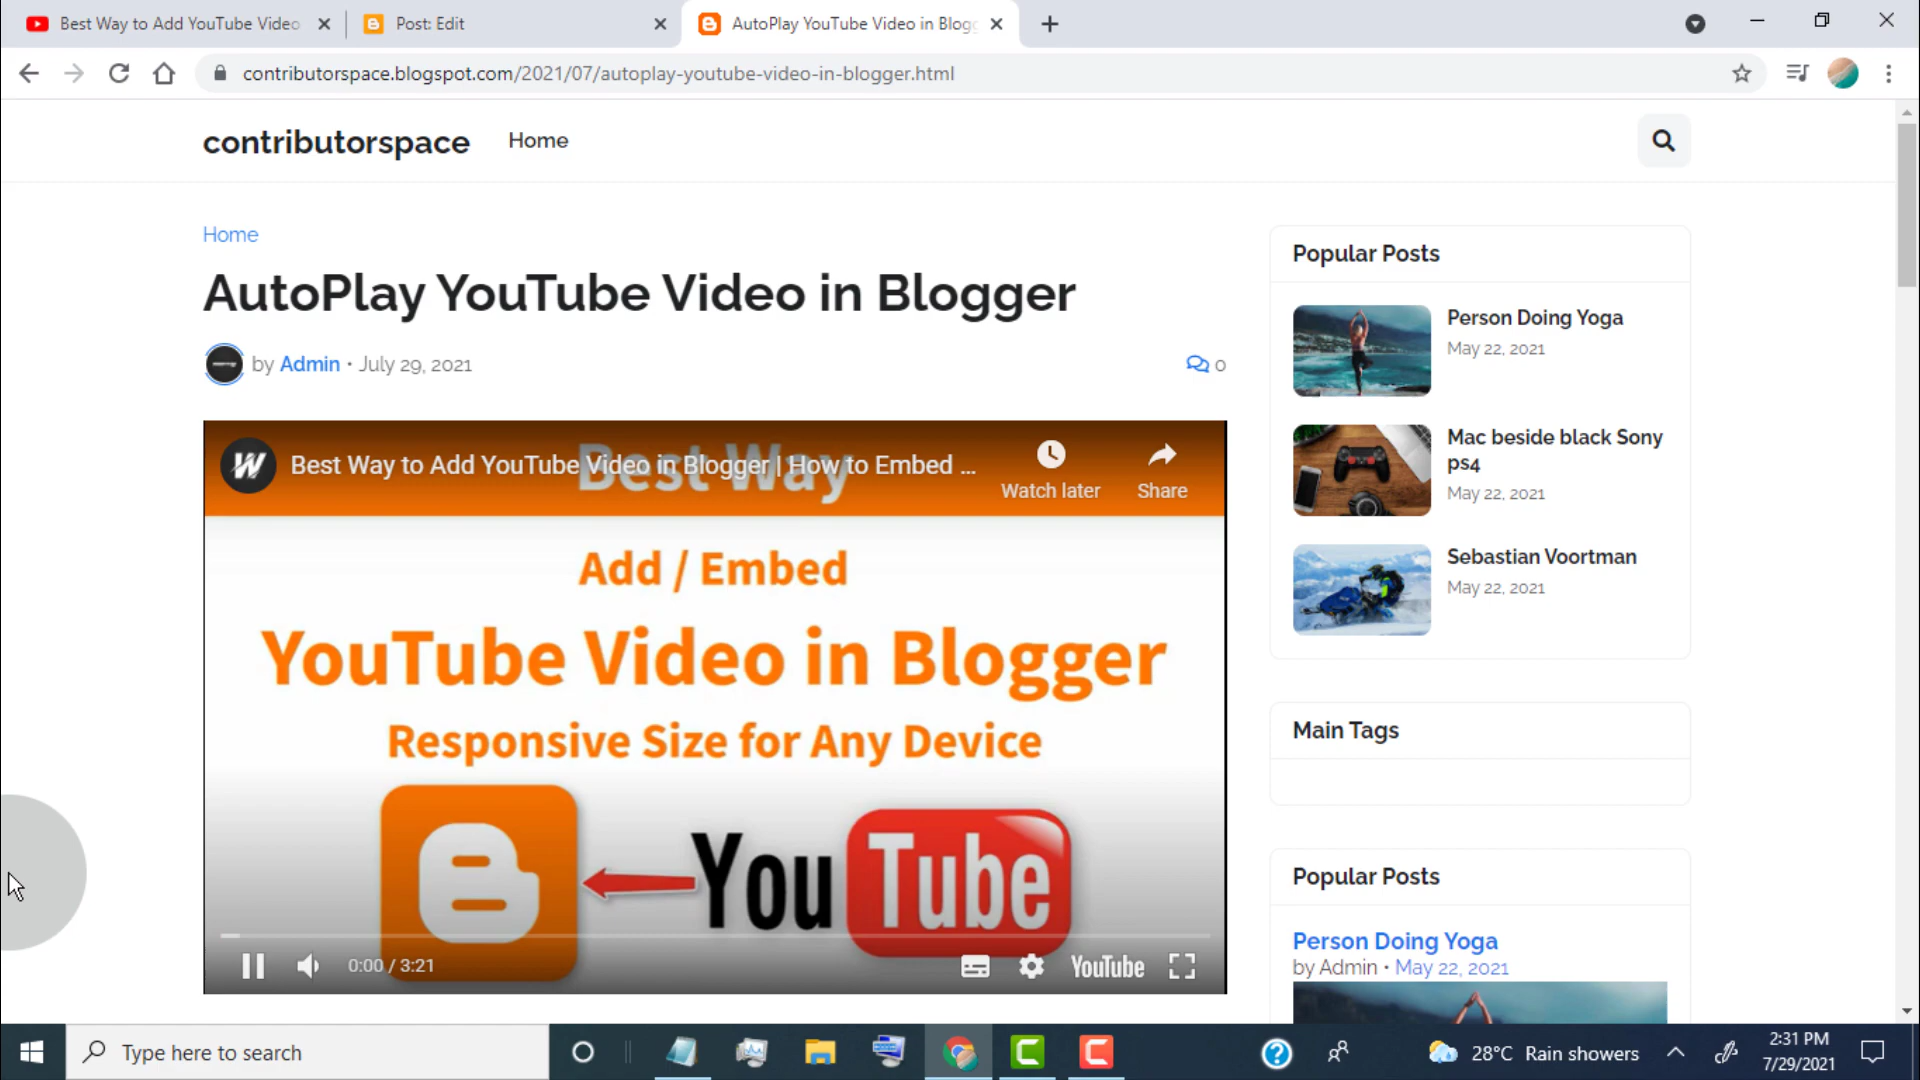 Best Way to Add YouTube Video
Post: Edit
AutoPlay YouTube Video in Blogg
contributorspace.blogspot.com/2021/07/autoplay-youtube-video-in-blogger.html
contributorspace
Home
Home
AutoPlay YouTube Video in Blogger
by Admin • July 29, 2021
0
Best Way to Add YouTube Video in Blogger | How to Embed ...
Watch later
Share
Best Way
Add / Embed
YouTube Video in Blogger
Responsive Size for Any Device
YouTube
0:00 / 3:21
YouTube
Popular Posts
Person Doing Yoga
May 22, 2021
Mac beside black Sony
ps4
May 22, 2021
Sebastian Voortman
May 22, 2021
Main Tags
Popular Posts
Person Doing Yoga
by Admin • May 22, 2021
Type here to search
28°C Rain showers
2:31 PM
7/29/2021